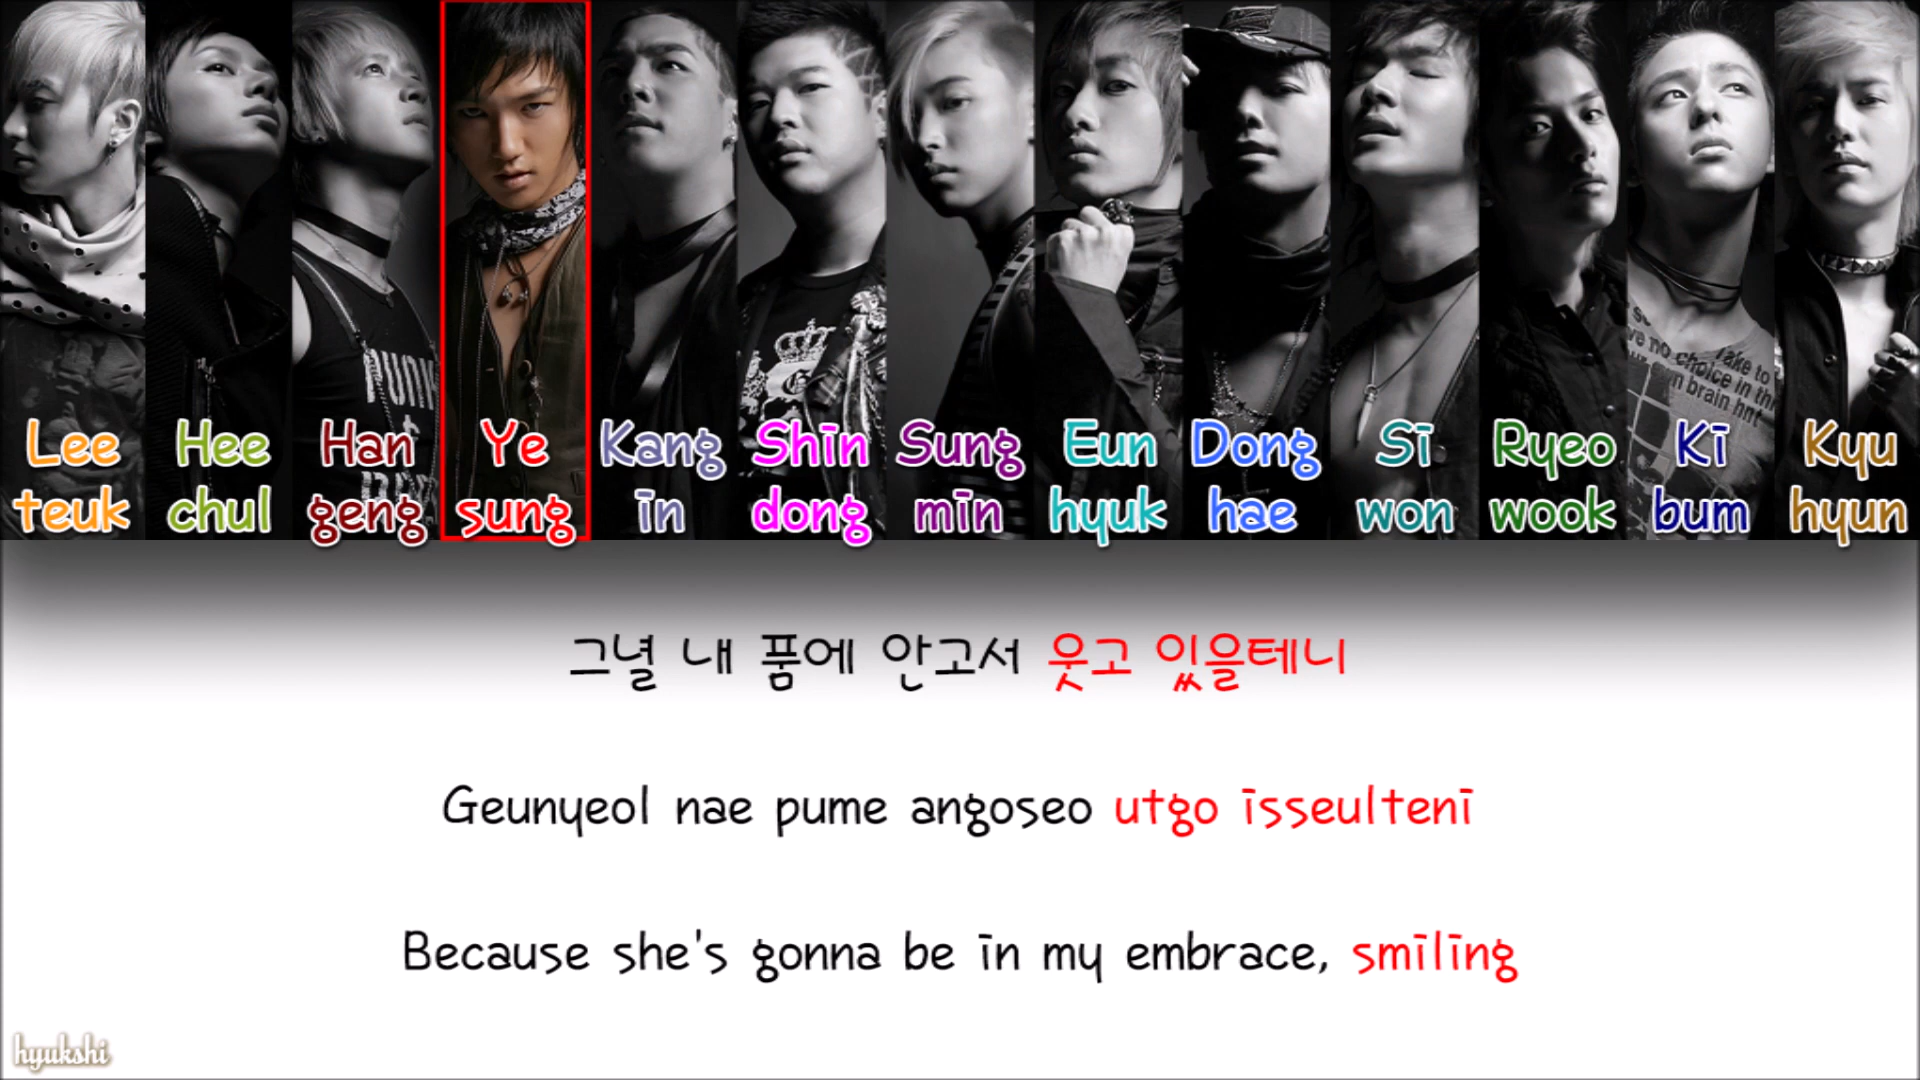 Lee teuk
Hee chul
Han geng
Ye sung
Kang in
Shin dong
Sung min
Eun hyuk
Dong hae
Si won
Ryeo wook
Ki bum
Kyu hyun
그녈 내 품에 안고서 웃고 있을테니
Geunyeol nae pume angoseo utgo isseulteni
Because she's gonna be in my embrace, smiling
hyukshi